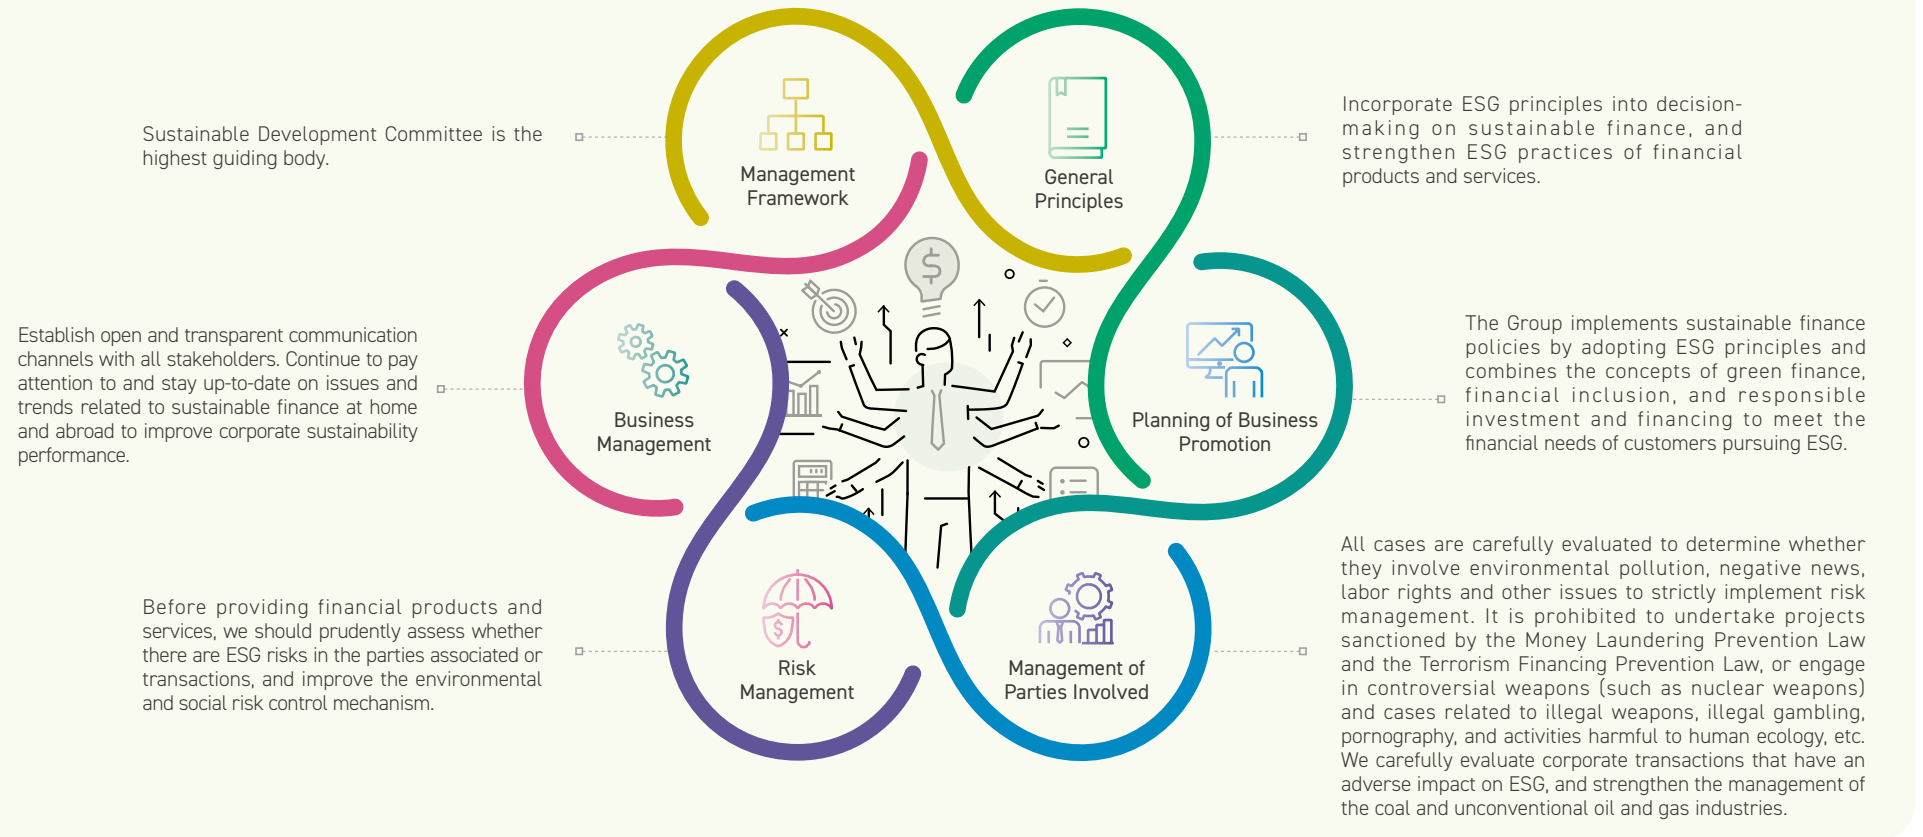 Sustainable Development Committee is the
highest guiding body.
Management
Framework
General
Principles
Incorporate ESG principles into decision-
making on sustainable finance, and
strengthen ESG practices of financial
products and services.
Establish open and transparent communication
channels with all stakeholders. Continue to pay
attention to and stay up-to-date on issues and
trends related to sustainable finance at home
and abroad to improve corporate sustainability
performance.
Business
Management
$
Planning of Business
Promotion
The Group implements sustainable finance
policies by adopting ESG principles and
combines the concepts of green finance,
financial inclusion, and responsible
investment and financing to meet the
financial needs of customers pursuing ESG.
Before providing financial products and
services, we should prudently assess whether
there are ESG risks in the parties associated or
transactions, and improve the environmental
and social risk control mechanism.
$
Risk
Management
Management of
Parties Involved
All cases are carefully evaluated to determine whether
they involve environmental pollution, negative news,
labor rights and other issues to strictly implement risk
management. It is prohibited to undertake projects
sanctioned by the Money Laundering Prevention Law
and the Terrorism Financing Prevention Law, or engage
in controversial weapons (such as nuclear weapons)
and cases related to illegal weapons, illegal gambling,
pornography, and activities harmful to human ecology, etc.
We carefully evaluate corporate transactions that have an
adverse impact on ESG, and strengthen the management of
the coal and unconventional oil and gas industries.